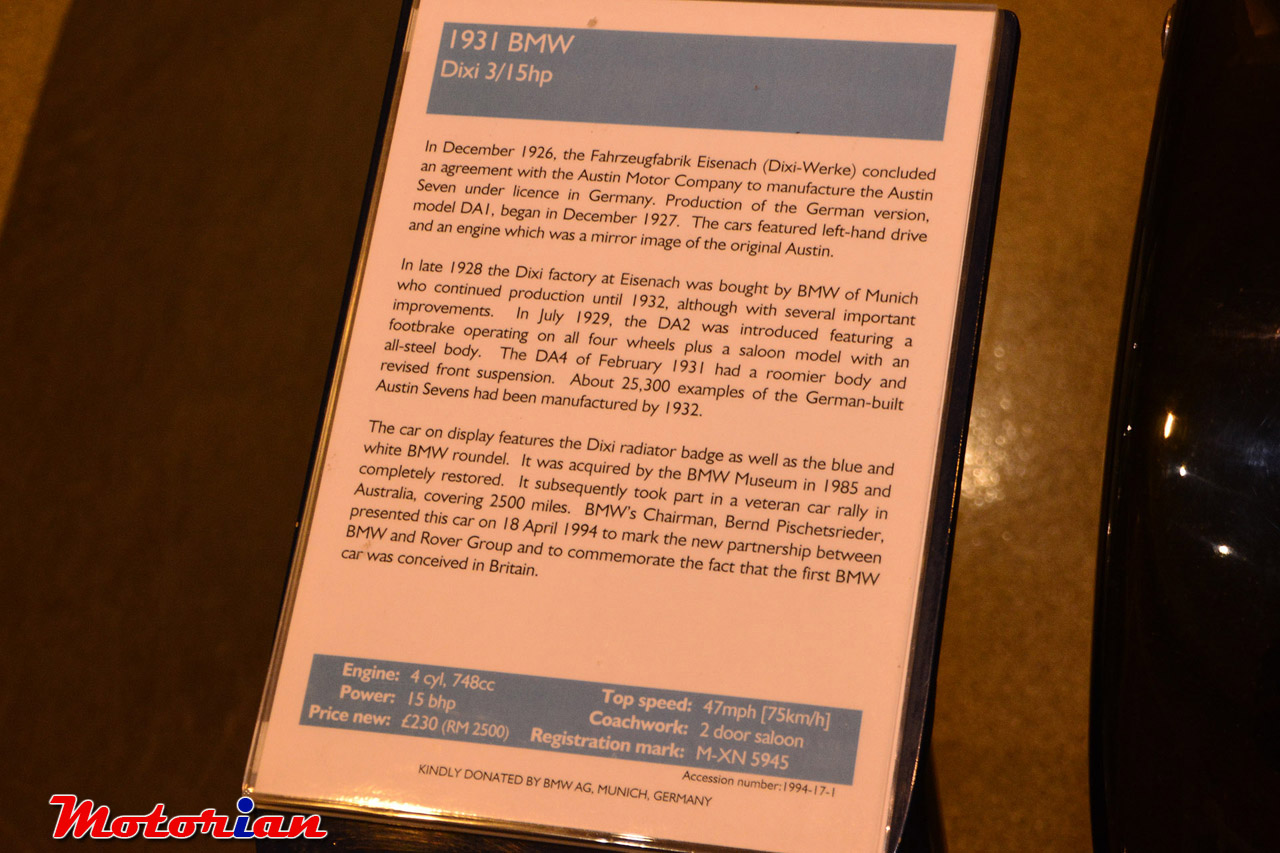 1931 BMW
Dixi 3/15hp
In December 1926, the Fahrzeugfabrik Eisenach (Dixi-Werke) concluded
an agreement with the Austin Motor Company to manufacture the Austin
Seven under licence in Germany. Production of the German version,
model DA1, began in December 1927. The cars featured left-hand drive
and an engine which was a mirror image of the original Austin.
In late 1928 the Dixi factory at Eisenach was bought by BMW of Munich
who continued production until 1932, although with several important
improvements. In July 1929, the DA2 was introduced featuring a
footbrake operating on all four wheels plus a saloon model with an
all-steel body. The DA4 of February 1931 had a roomier body and
revised front suspension. About 25,300 examples of the German-built
Austin Sevens had been manufactured by 1932.
The car on display features the Dixi radiator badge as well as the blue and
white BMW roundel. It was acquired by the BMW Museum in 1985 and
completely restored. It subsequently took part in a veteran car rally in
Australia, covering 2500 miles. BMW's Chairman, Bernd Pischetsrieder,
presented this car on 18 April 1994 to mark the new partnership between
BMW and Rover Group and to commemorate the fact that the first BMW
car was conceived in Britain.
Engine: 4 cyl, 748cc
Power: 15 bhp
Price new: £230 (RM 2500)
Top speed: 47mph [75km/h]
Coachwork: 2 door saloon
Registration mark: M-XN 5945
Accession number:1994-17-1
KINDLY DONATED BY BMW AG, MUNICH, GERMANY
Motorian